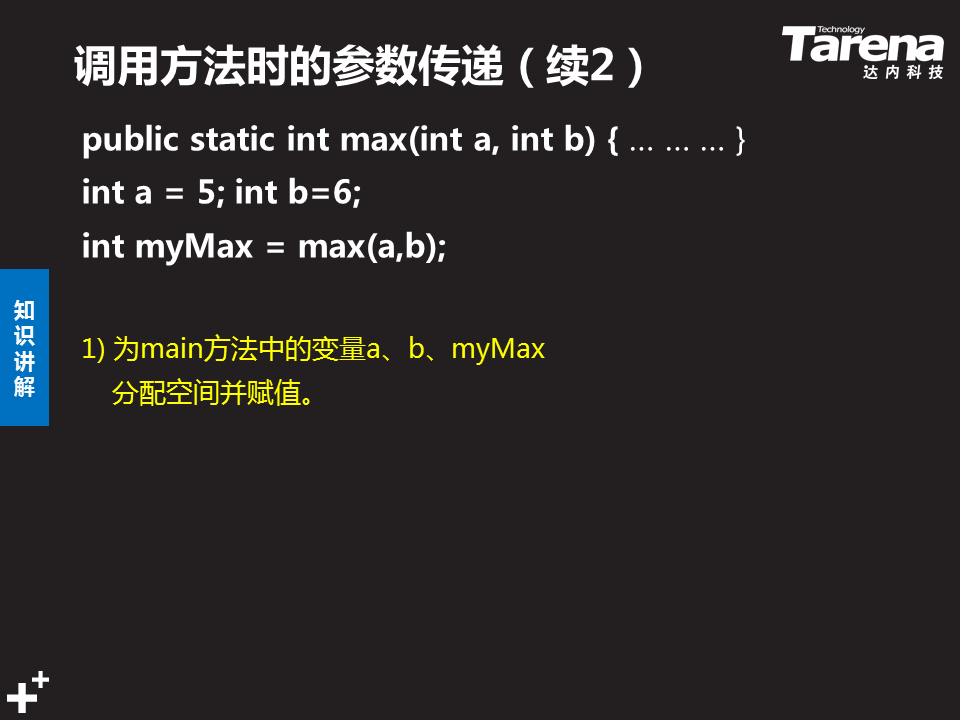 调用方法时的参数传递（续2）
Technology
Tarena
达内科技
public static int max(int a, int b) { … … … }
int a = 5; int b=6;
int myMax = max(a,b);
知识讲解
1) 为main方法中的变量a、b、myMax
分配空间并赋值。